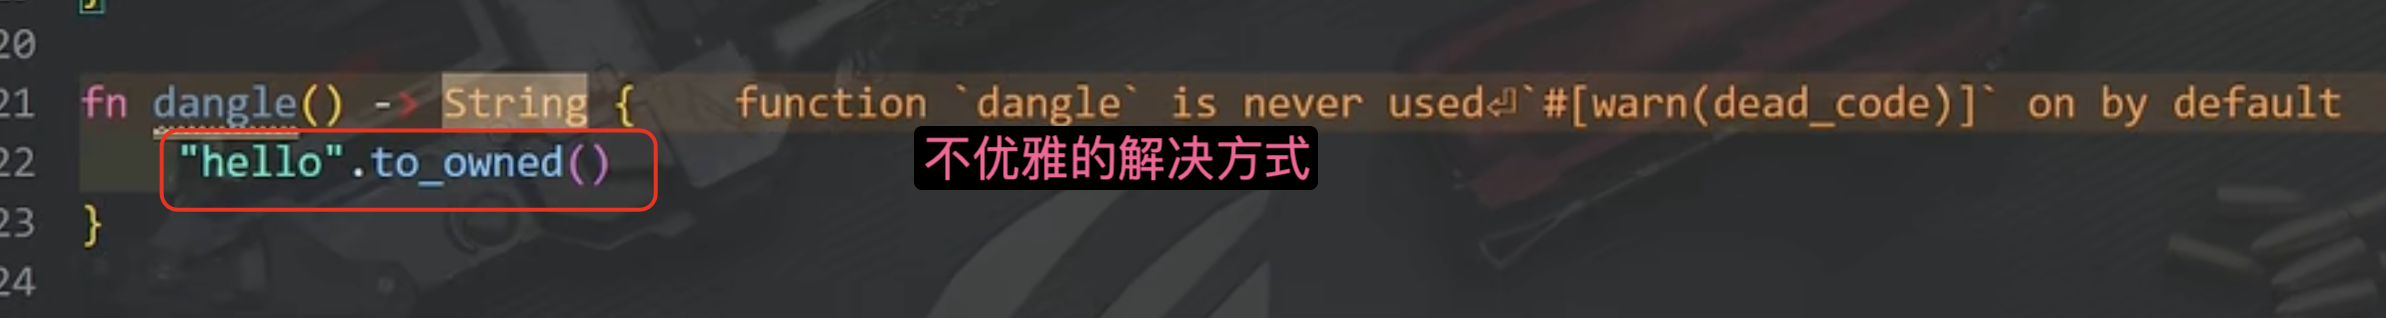 }
20
21 fn dangle() -> String {    function `dangle` is never used⏎`#[warn(dead_code)]` on by default
22     "hello".to_owned()
不优雅的解决方式
23 }
24